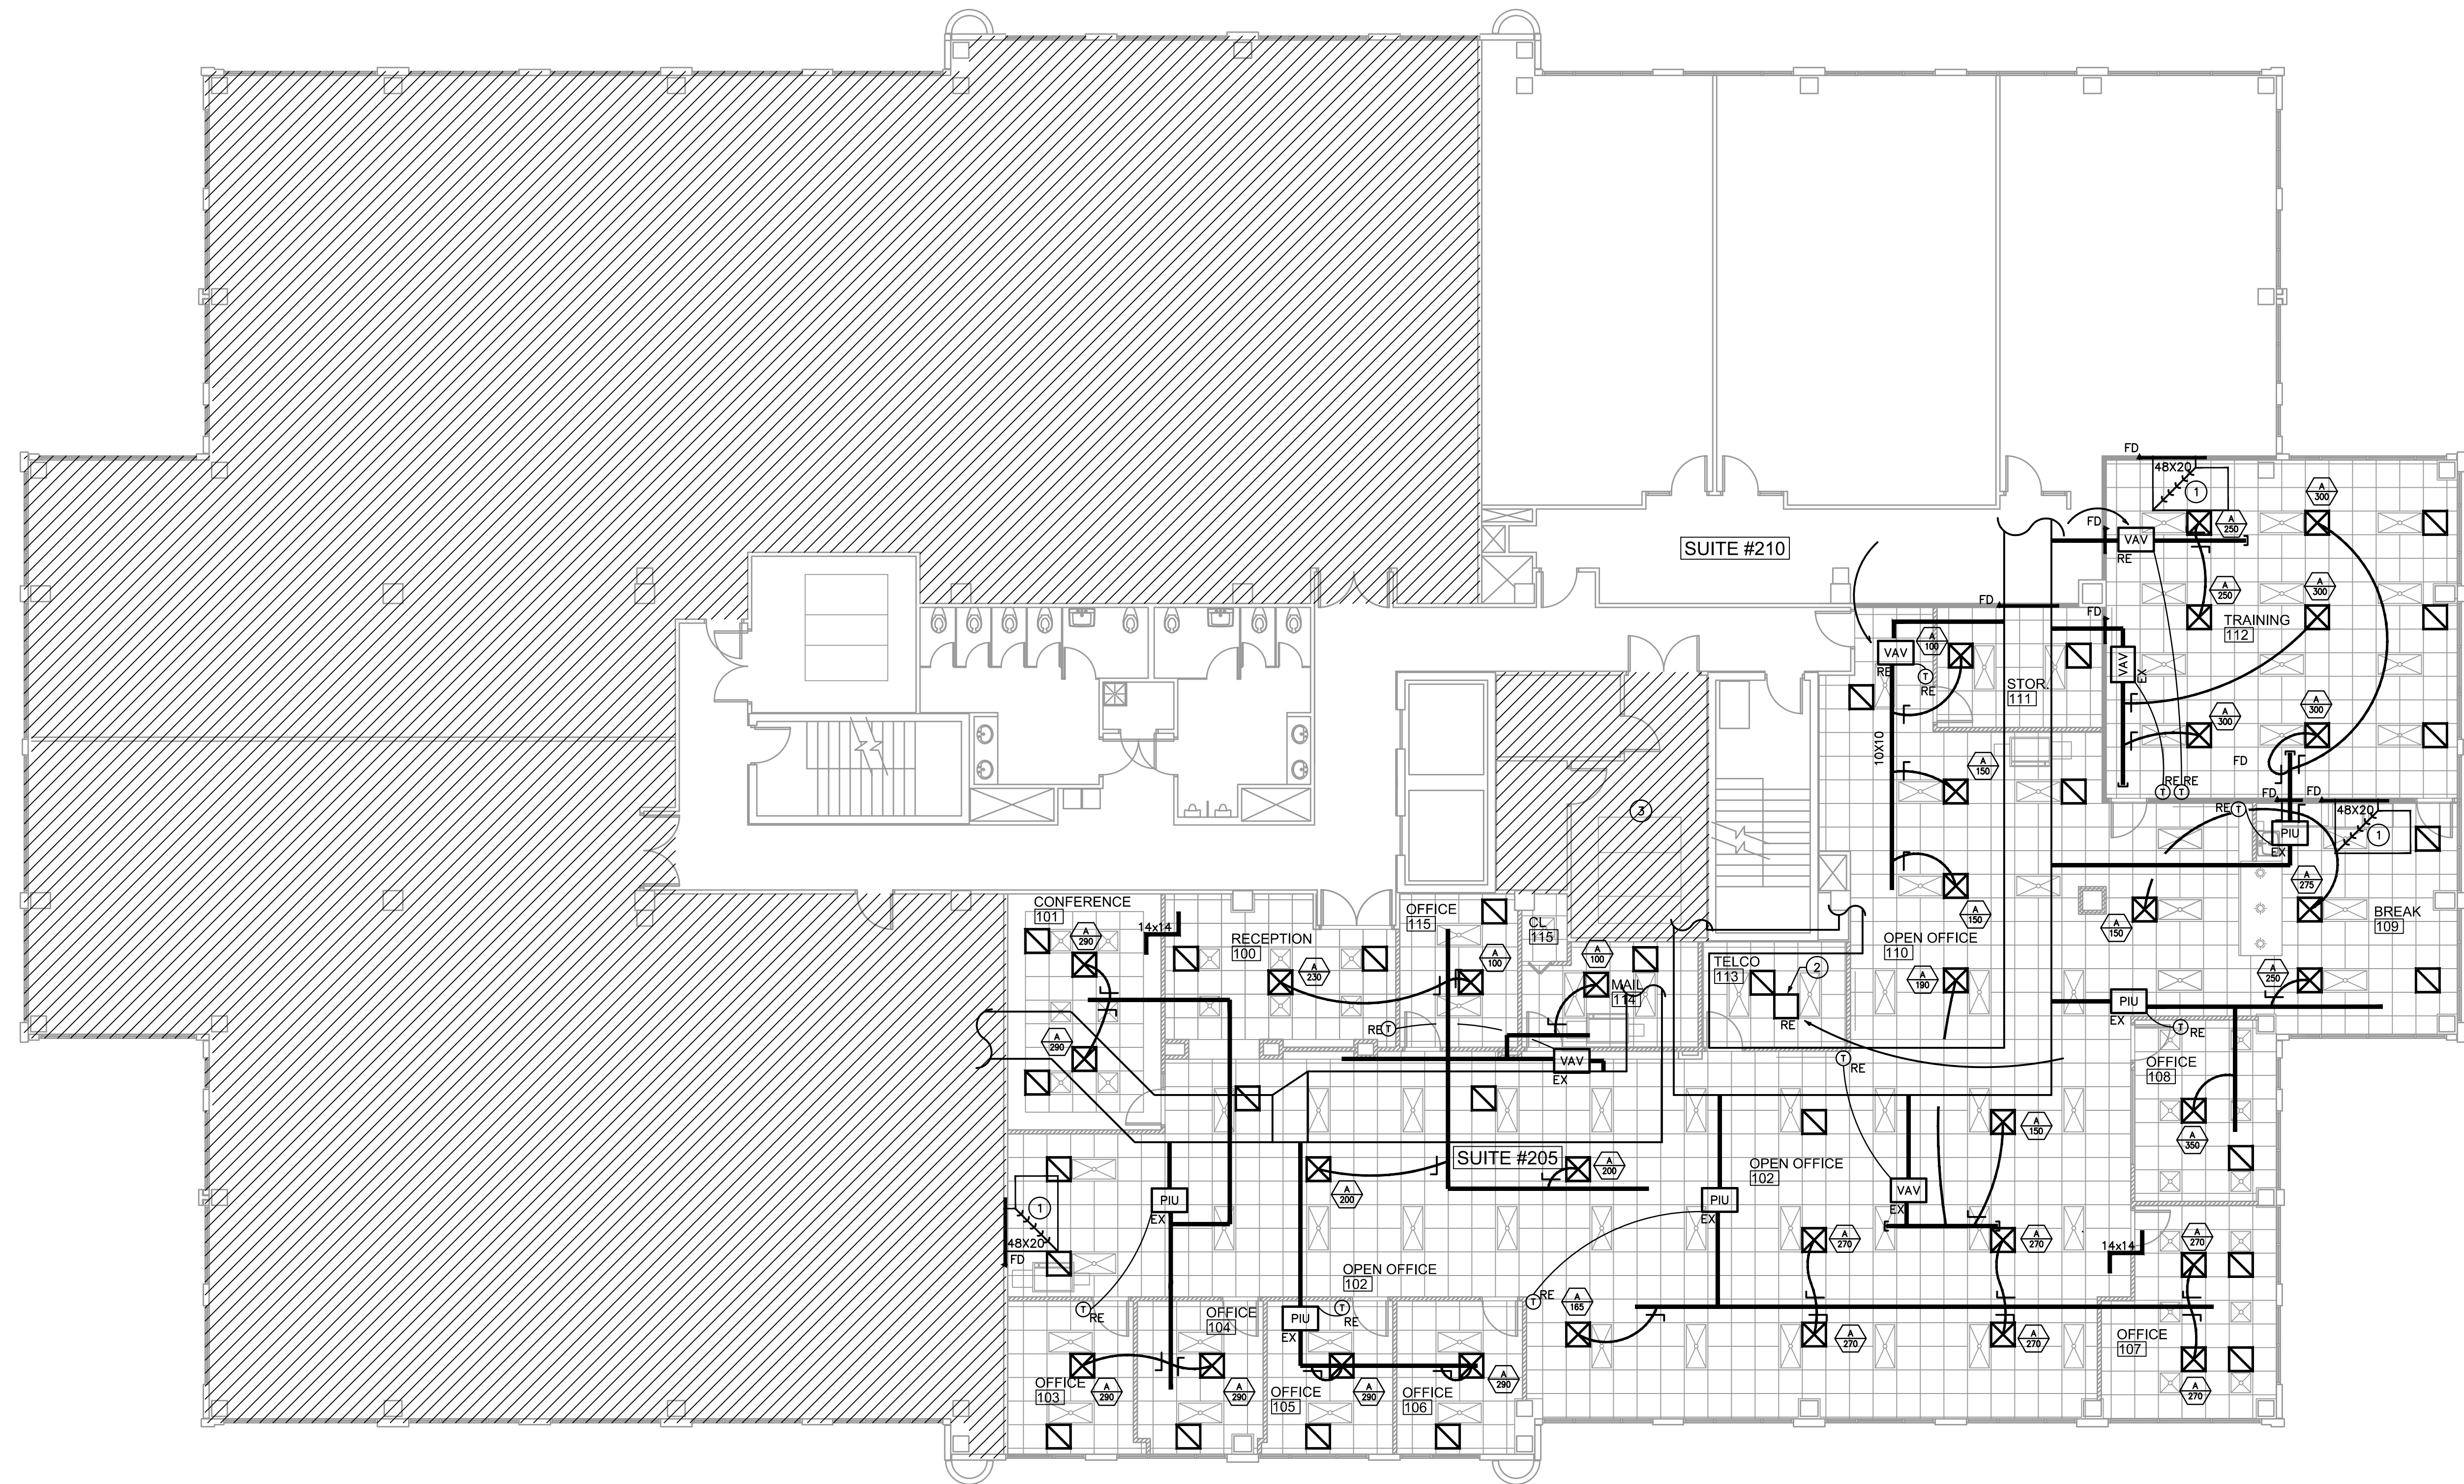 FD
48X20
1
A
300
FD
A
250
VAV
RE
SUITE #210
A
250
A
300
FD
FD
TRAINING
112
A
100
VAV
RE
T
RE
VAV
EX
STOR.
111
A
300
A
300
10X10
A
150
FD
RE RE
T
T
FD
FD
3
RE
T
PIU
EX
48X20
1
A
275
CONFERENCE
101
A
290
14x14
RECEPTION
100
OFFICE
115
CL
115
A
150
A
150
BREAK
109
OPEN OFFICE
110
A
230
A
100
A
100
TELCO
113
2
MAIL
114
A
190
A
250
RE
PIU
EX
T
RE
RE
T
A
290
VAV
EX
T
RE
OFFICE
108
A
150
A
350
SUITE #205
A
200
OPEN OFFICE
102
A
200
PIU
EX
PIU
EX
VAV
EX
1
48X20
FD
A
270
A
270
14x14
A
270
OPEN OFFICE
102
T
RE
OFFICE
104
PIU
EX
T
RE
T
RE
A
165
A
270
A
270
OFFICE
107
OFFICE
103
A
290
A
290
OFFICE
105
A
290
OFFICE
106
A
290
A
270